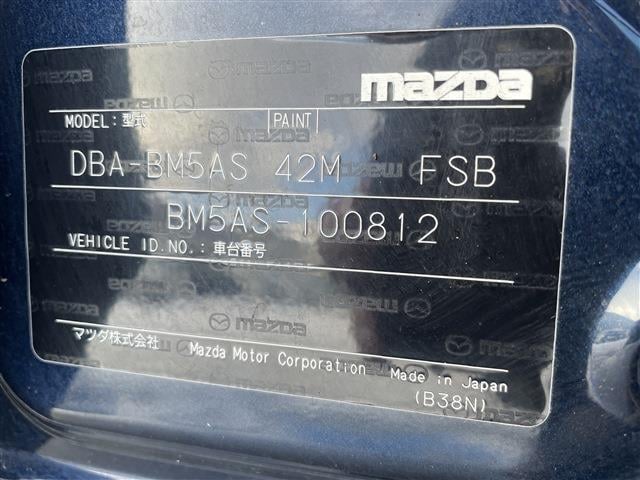 mazda
MODEL:型式 PAINT
DBA-BM5AS 42M FSB
BM5AS-100812
VEHICLE ID.NO.:車台番号
マツダ株式会社 Mazda Motor Corporation Made in Japan
(B38N)